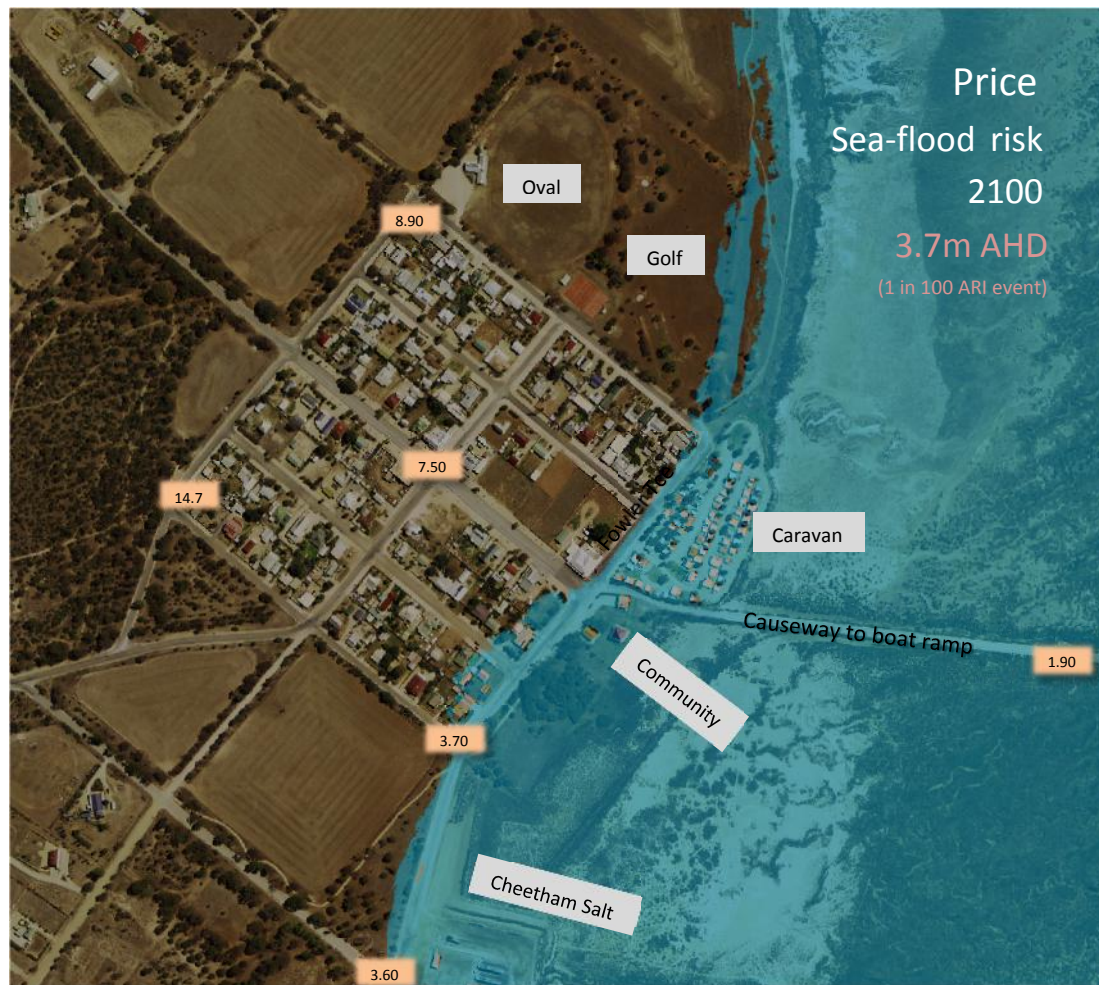 Price
Sea-flood risk
2100
3.7m AHD
(1 in 100 ARI event)
Oval
8.90
Golf
7.50
14.7
Fowler Tce
Caravan
Causeway to boat ramp
1.90
Community
3.70
Cheetham Salt
3.60